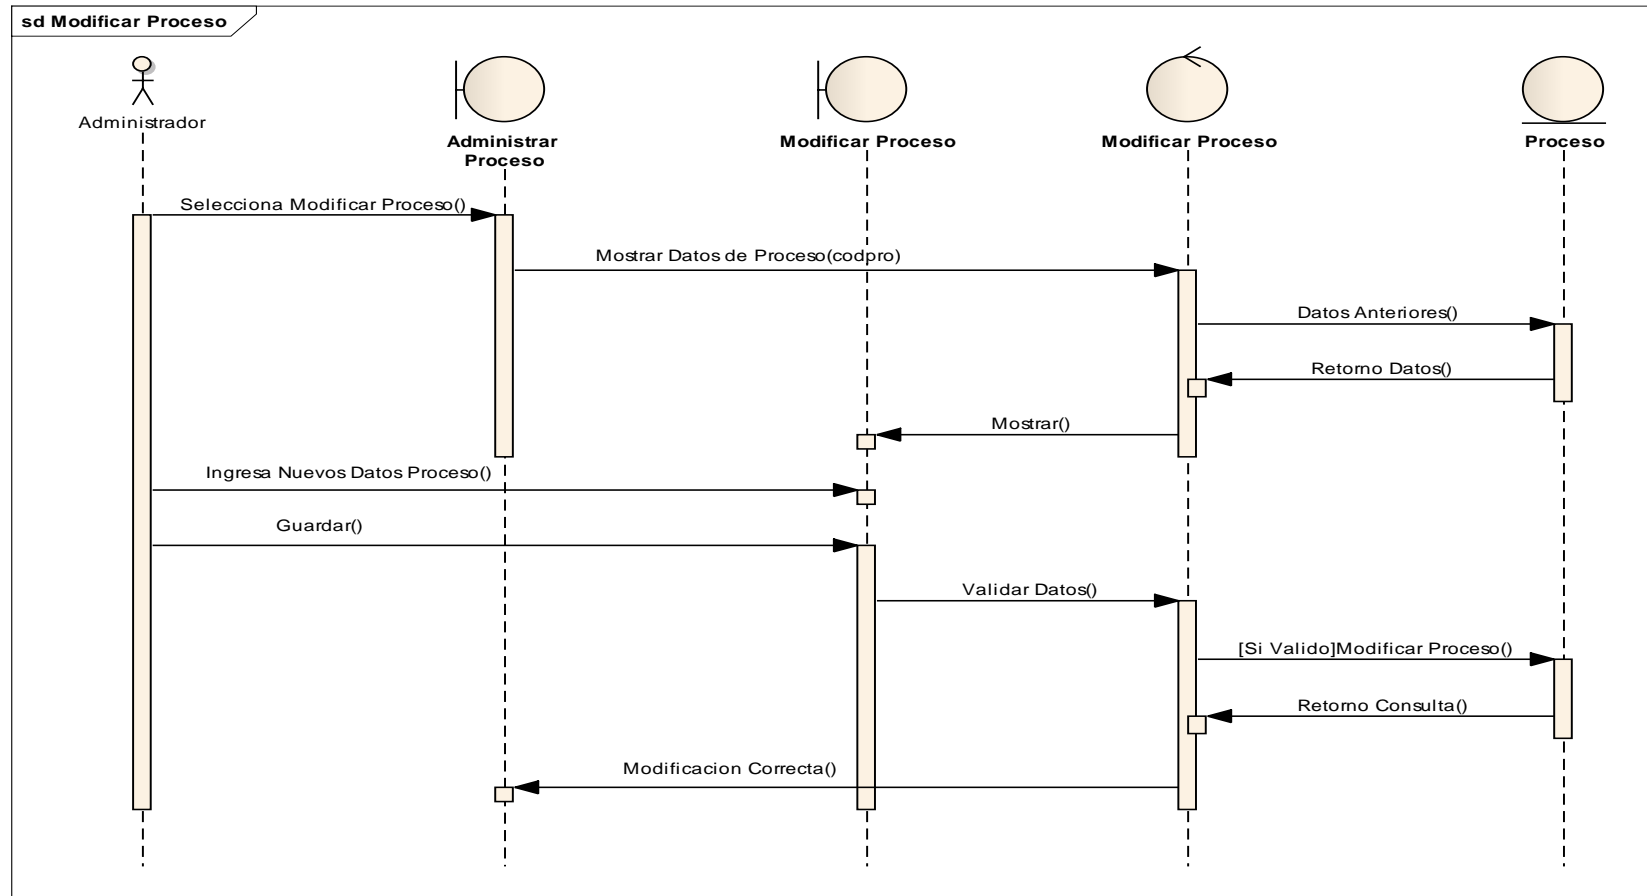 sd Modificar Proceso
Administrador
Administrar
Proceso
Modificar Proceso
Modificar Proceso
Proceso
Selecciona Modificar Proceso()
Mostrar Datos de Proceso(codpro)
Datos Anteriores()
Retorno Datos()
Mostrar()
Ingresa Nuevos Datos Proceso()
Guardar()
Validar Datos()
[Si Valido]Modificar Proceso()
Retorno Consulta()
Modificacion Correcta()